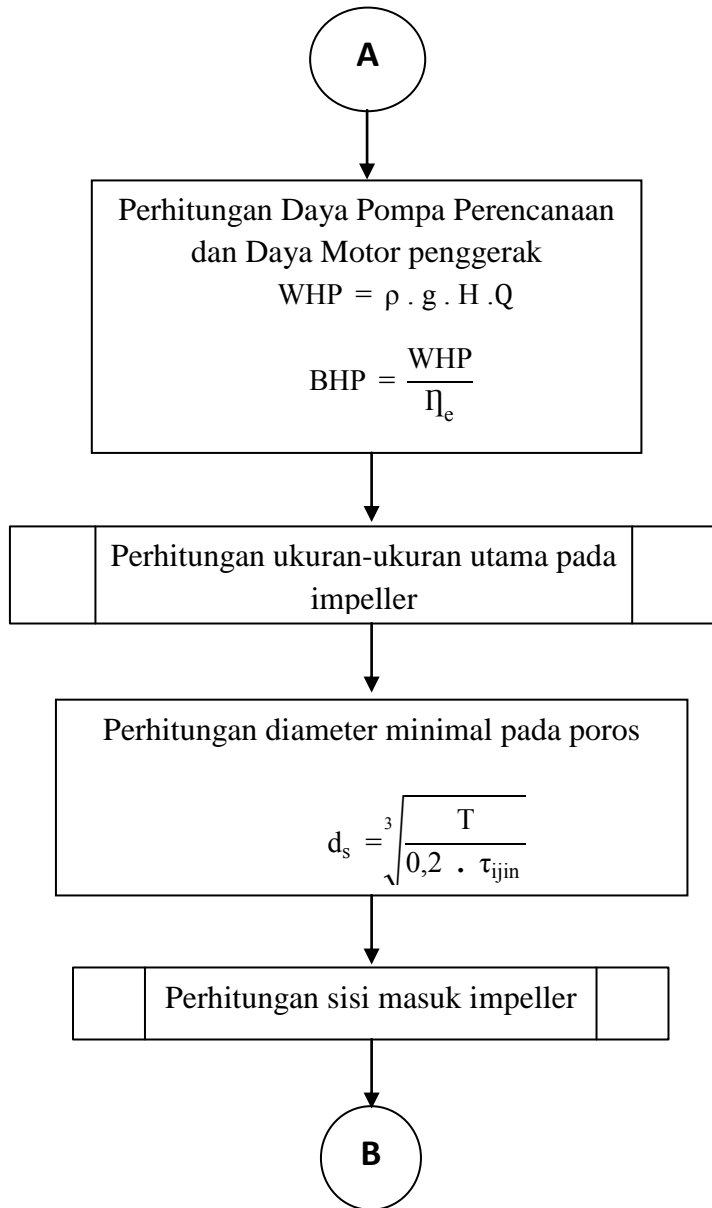 A
Perhitungan Daya Pompa Perencanaan
dan Daya Motor penggerak
WHP = ρ . g . H .Q
BHP = WHP / Ƞe
Perhitungan ukuran-ukuran utama pada
impeller
Perhitungan diameter minimal pada poros
ds = ∛(T / 0,2 . τijin)
Perhitungan sisi masuk impeller
B